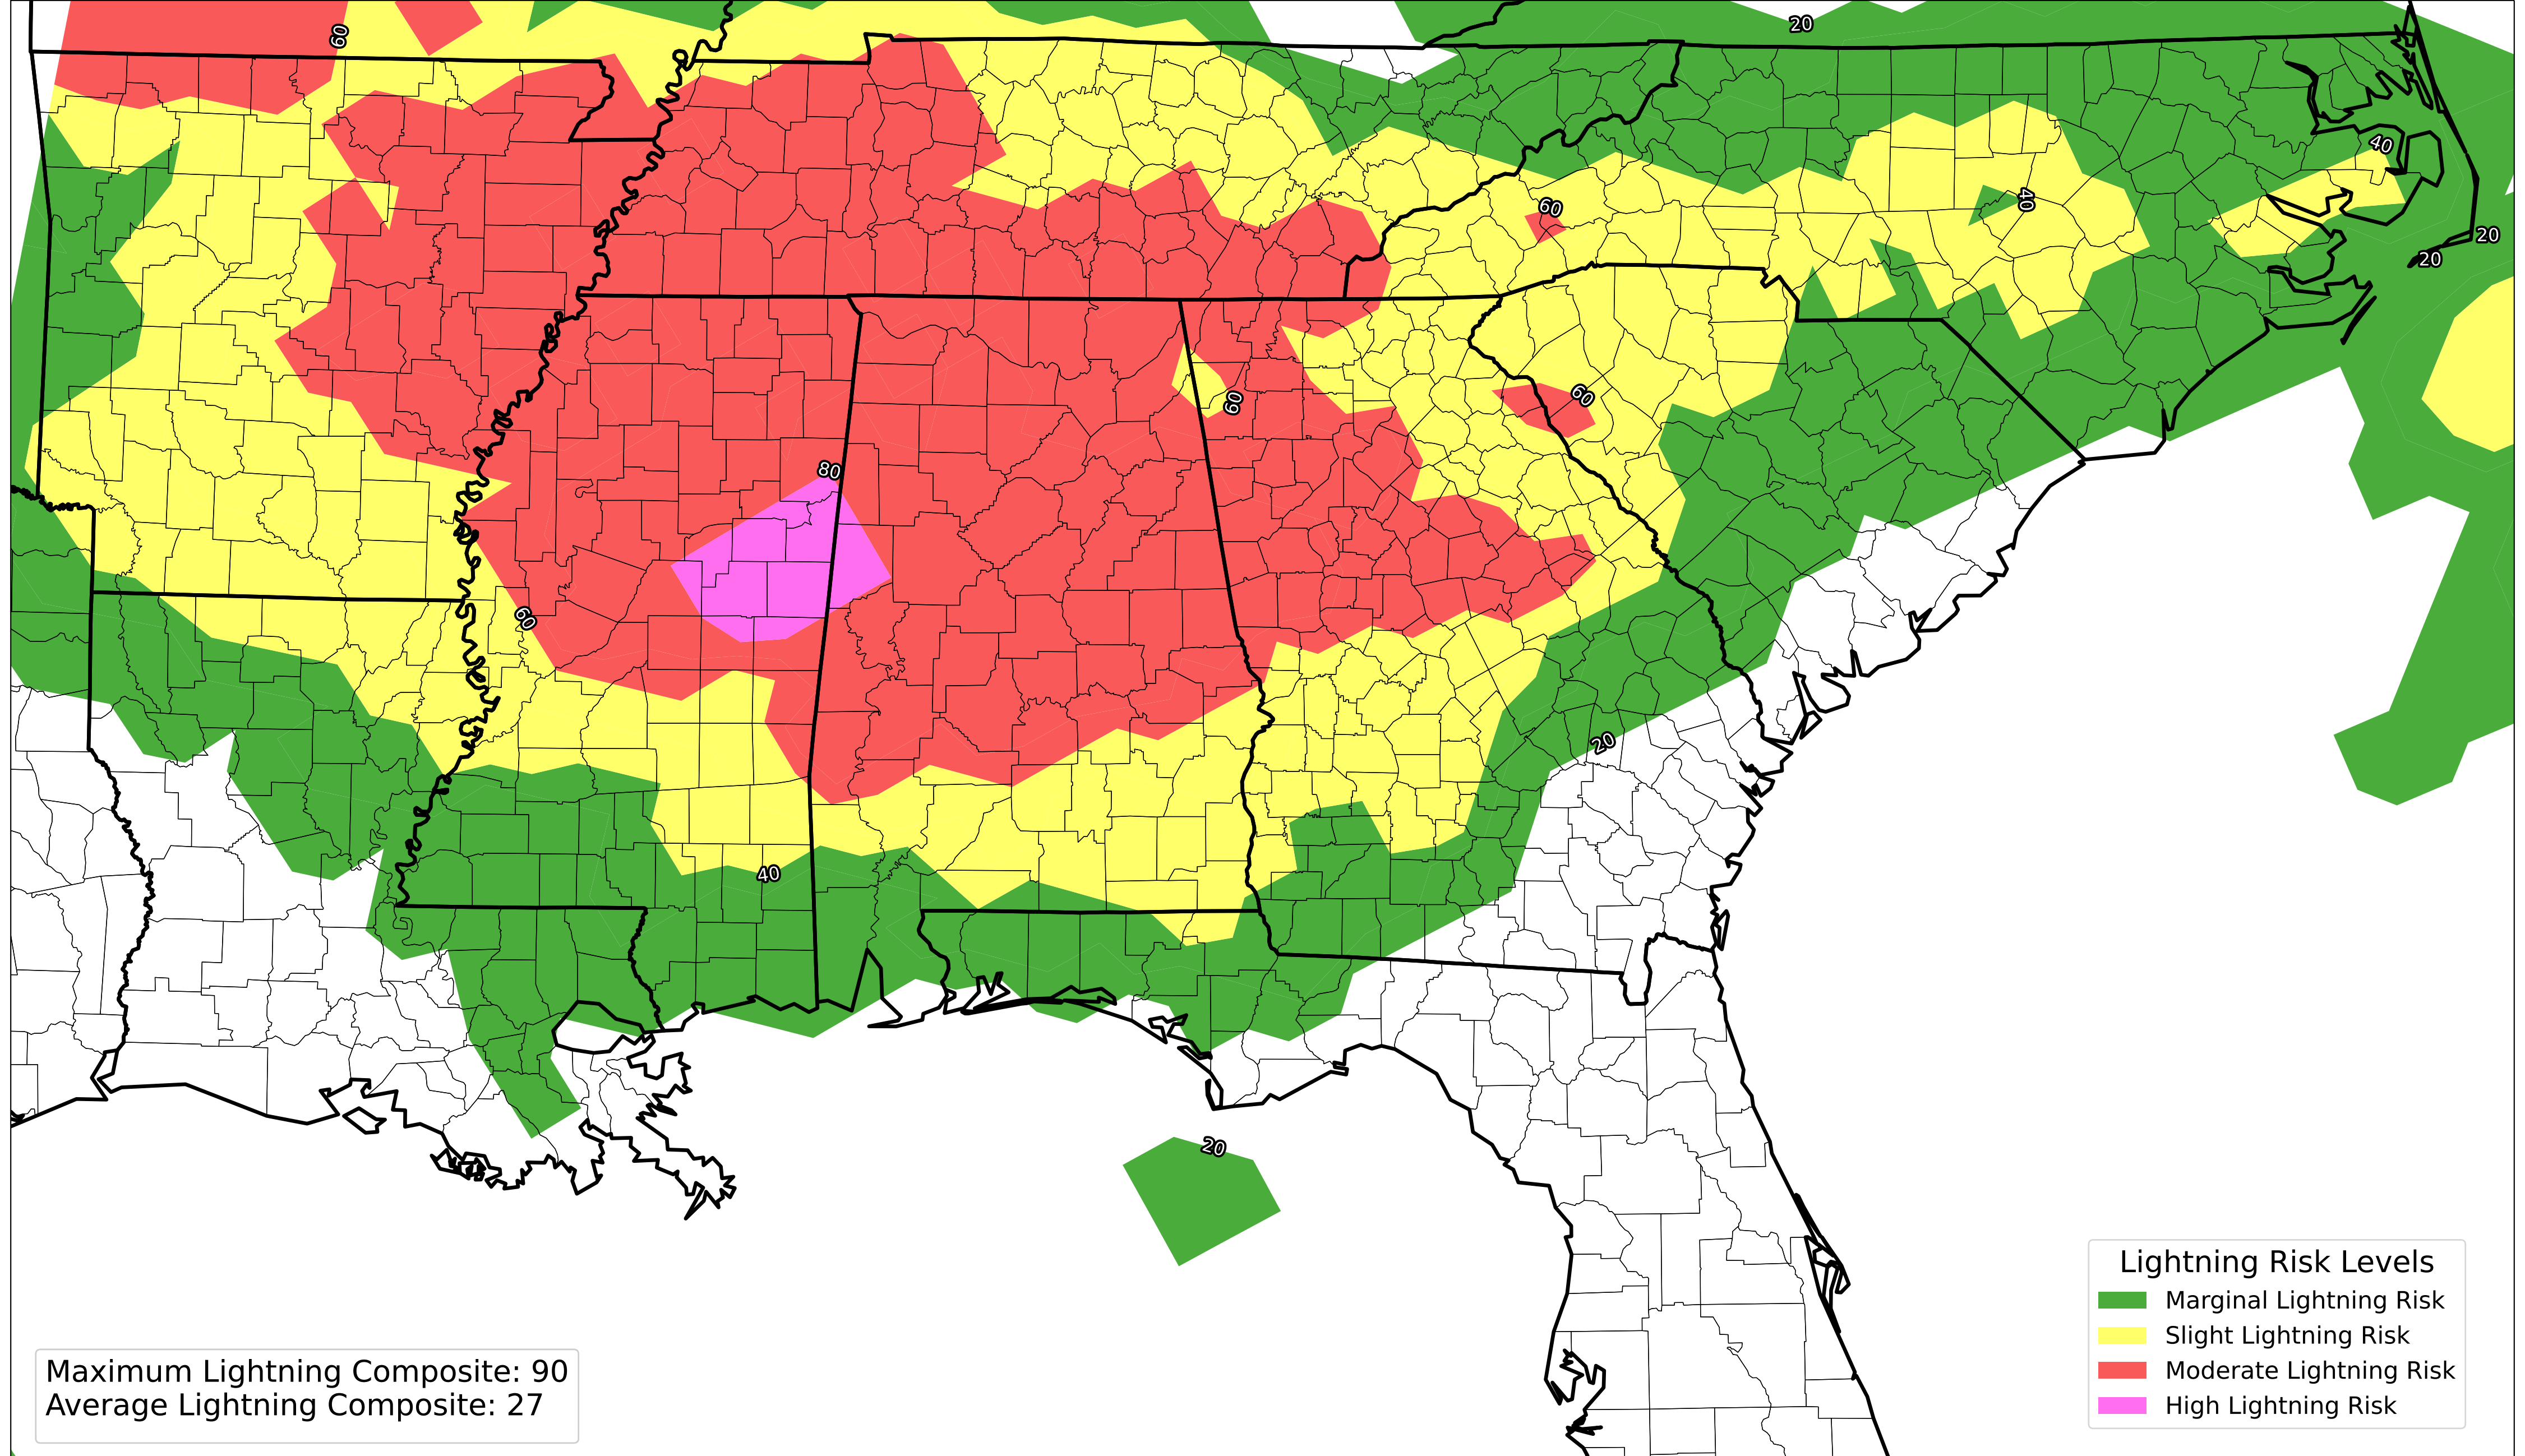 20
60
40
40
60
20
20
60
60
80
60
20
40
20
Lightning Risk Levels
Marginal Lightning Risk
Slight Lightning Risk
Moderate Lightning Risk
High Lightning Risk
Maximum Lightning Composite: 90
Average Lightning Composite: 27